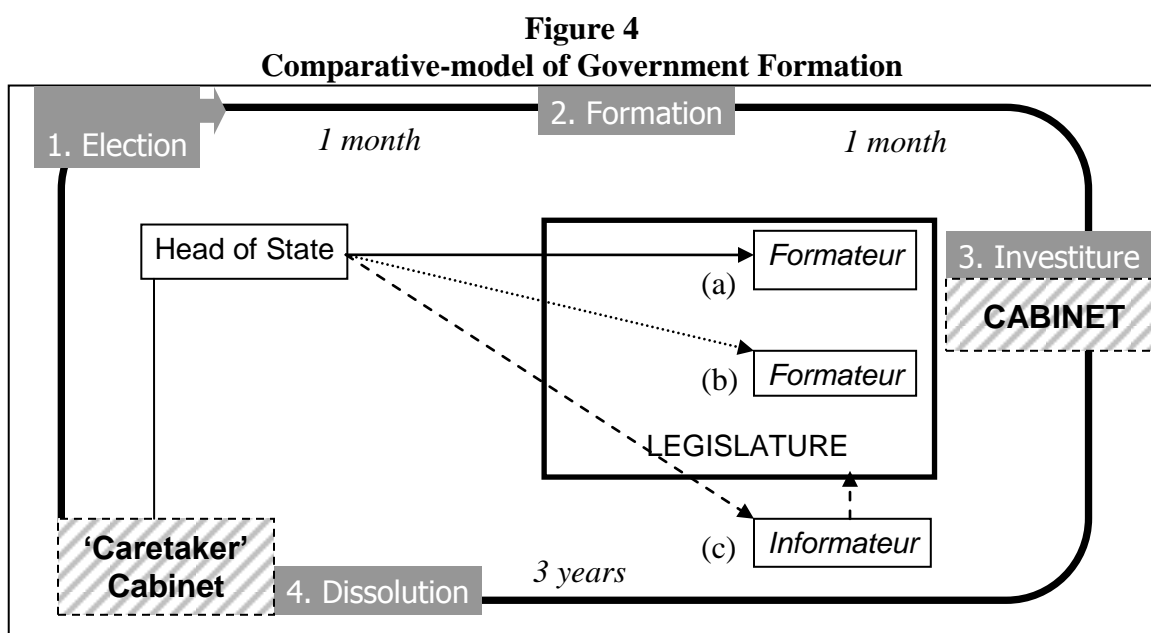 Figure 4
Comparative-model of Government Formation
1. Election
1 month
2. Formation
1 month
Head of State
Formateur
(a)
3. Investiture
CABINET
Formateur
(b)
LEGISLATURE
Informateur
(c)
‘Caretaker’
Cabinet
4. Dissolution
3 years